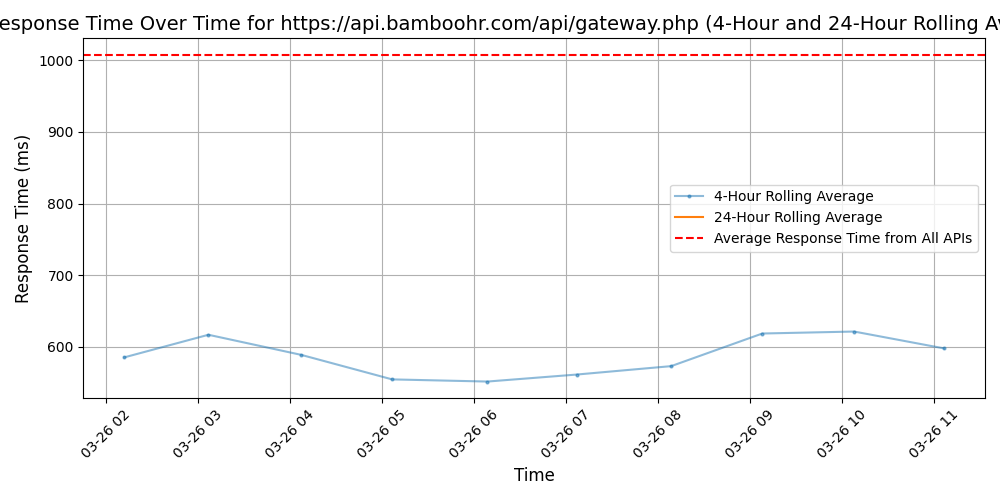 esponse Time Over Time for https://api.bamboohr.com/api/gateway.php (4-Hour and 24-Hour Rolling Av
Response Time (ms)
1000
900
800
700
600
4-Hour Rolling Average
24-Hour Rolling Average
Average Response Time from All APIs
03-26 02
03-26 03
03-26 04
03-26 05
03-26 06
03-26 07
03-26 08
03-26 09
03-26 10
03-26 11
Time